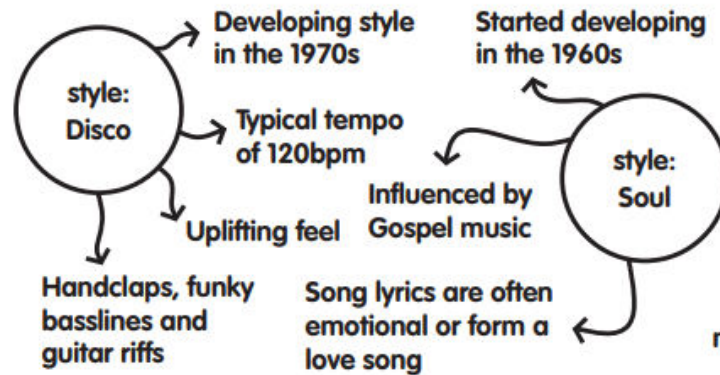 style:
Disco
Developing style
in the 1970s
Typical tempo
of 120bpm
Uplifting feel
Handclaps, funky
basslines and
guitar riffs
style:
Soul
Started developing
in the 1960s
Influenced by
Gospel music
Song lyrics are often
emotional or form a
love song